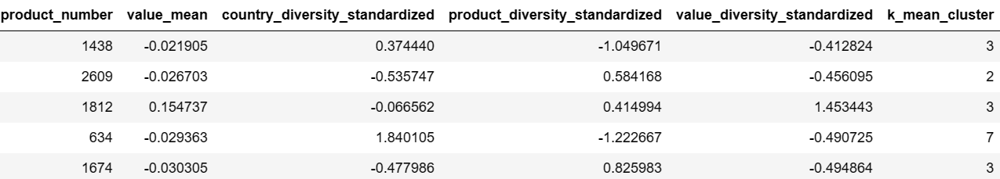 product_number value_mean country_diversity_standardized product_diversity_standardized value_diversity_standardized k_mean_cluster
1438 -0.021905 0.374440 -1.049671 -0.412824 3
2609 -0.026703 -0.535747 0.584168 -0.456095 2
1812 0.154737 -0.066562 0.414994 1.453443 3
634 -0.029363 1.840105 -1.222667 -0.490725 7
1674 -0.030305 -0.477986 0.825983 -0.494864 3